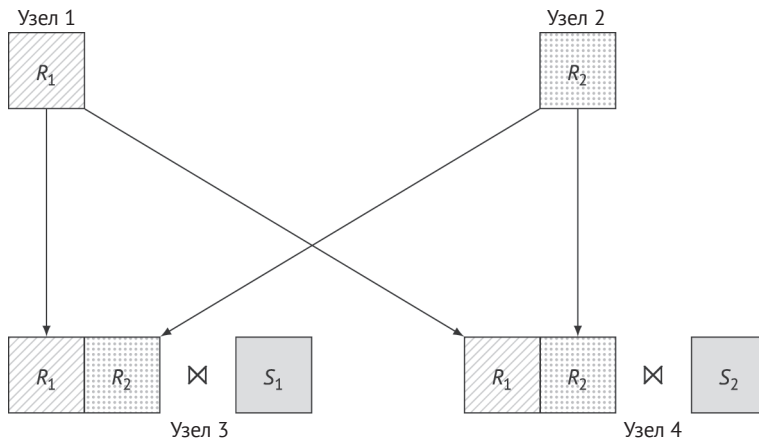 Узел 1 Узел 2
R1 R2
R1 R2 ⋈ S1 R1 R2 ⋈ S2
Узел 3 Узел 4